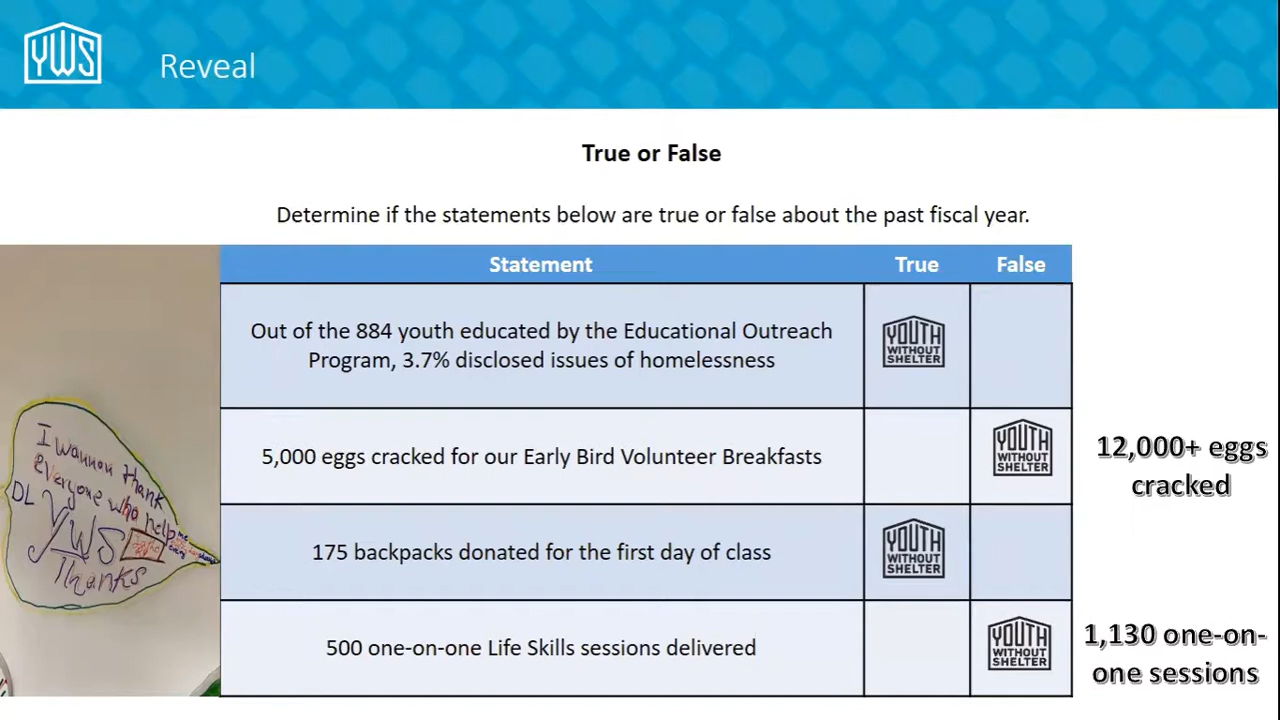 YWS
Reveal
True or False
Determine if the statements below are true or false about the past fiscal year.
Statement True False
Out of the 884 youth educated by the Educational Outreach
Program, 3.7% disclosed issues of homelessness
YOUTH
WITHOUT
SHELTER
5,000 eggs cracked for our Early Bird Volunteer Breakfasts
YOUTH
WITHOUT
SHELTER
12,000+ eggs
cracked
175 backpacks donated for the first day of class
YOUTH
WITHOUT
SHELTER
500 one-on-one Life Skills sessions delivered
YOUTH
WITHOUT
SHELTER
1,130 one-on-
one sessions
I wannon thank
everyone who help me
DL YWS
Thanks